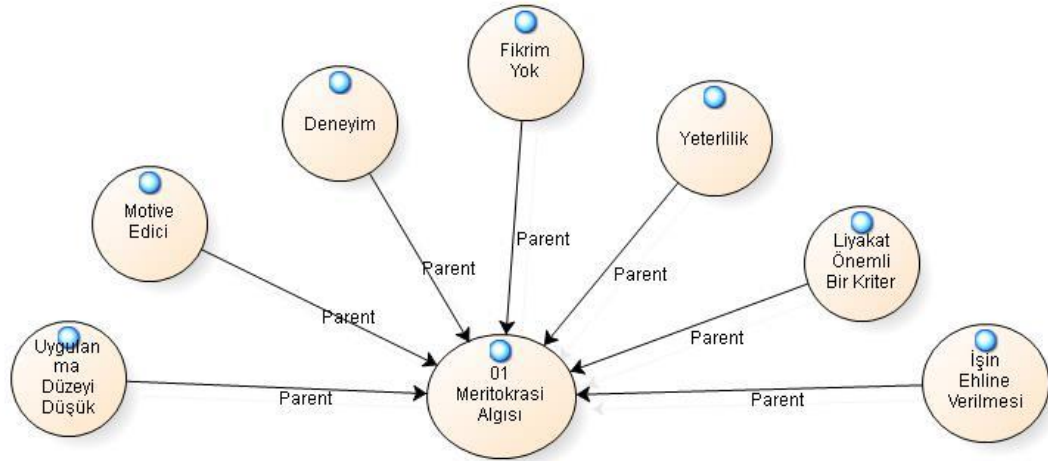 Fikrim
Yok
Deneyim
Yeterlilik
Motive
Edici
Liyakat
Önemli
Bir Kriter
Parent
Parent
Parent
Parent
Parent
Uygulan
ma
Düzeyi
Düşük
İşin
Ehline
Verilmesi
01
Meritokrasi
Algısı
Parent
Parent